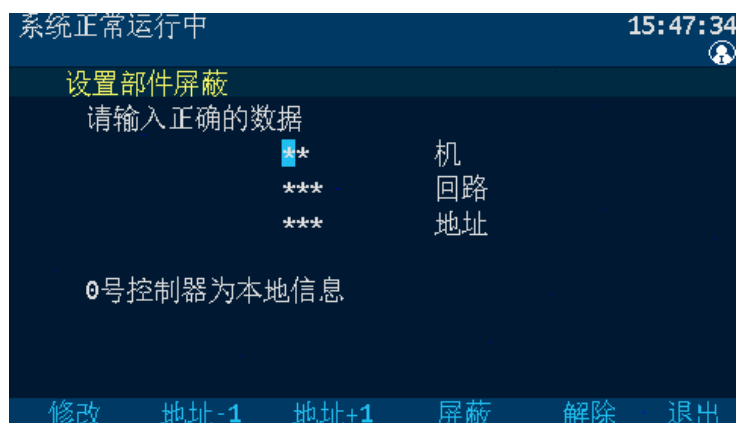 系统正常运行中 15:47:34
设置部件屏蔽
请输入正确的数据
** 机
*** 回路
*** 地址
0号控制器为本地信息
修改 地址-1 地址+1 屏蔽 解除 退出